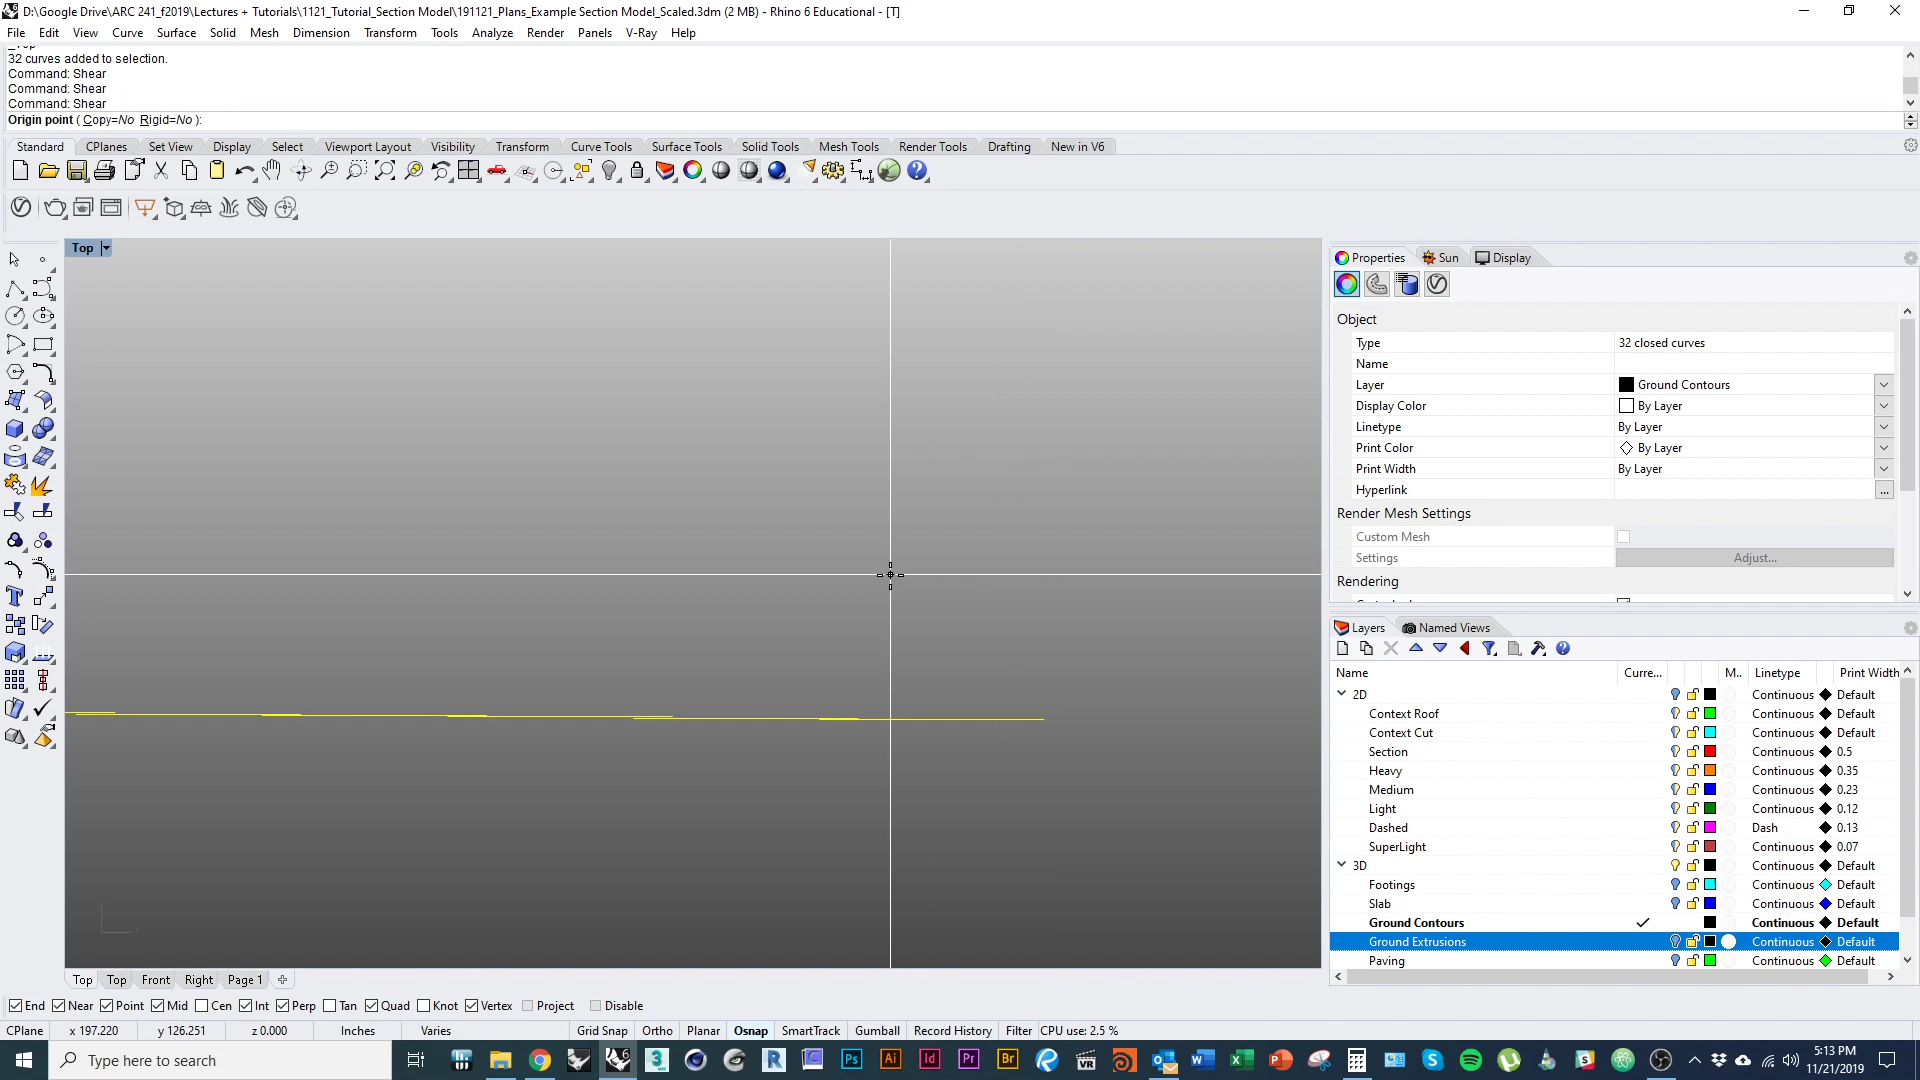 D:\Google Drive\ARC 241_f2019\Lectures + Tutorials\1121_Tutorial_Section Model\191121_Plans_Example Section Model_Scaled.3dm (2 MB) - Rhino 6 Educational - [T]
File Edit View Curve Surface Solid Mesh Dimension Transform Tools Analyze Render Panels V-Ray Help
32 curves added to selection.
Command: Shear
Command: Shear
Command: Shear
Origin point ( Copy=No Rigid=No ):
Standard CPlanes Set View Display Select Viewport Layout Visibility Transform Curve Tools Surface Tools Solid Tools Mesh Tools Render Tools Drafting New in V6
Top
Properties Sun Display
Object
Type 32 closed curves
Name
Layer Ground Contours
Display Color By Layer
Linetype By Layer
Print Color By Layer
Print Width By Layer
Hyperlink ...
Render Mesh Settings
Custom Mesh
Settings Adjust...
Rendering
Layers Named Views
Name Curre... M.. Linetype Print Width
2D Continuous Default
Context Roof Continuous Default
Context Cut Continuous Default
Section Continuous 0.5
Heavy Continuous 0.35
Medium Continuous 0.23
Light Continuous 0.12
Dashed Dash 0.13
SuperLight Continuous 0.07
3D Continuous Default
Footings Continuous Default
Slab Continuous Default
Ground Contours Continuous Default
Ground Extrusions Continuous Default
Paving Continuous Default
Top Top Front Right Page 1
End Near Point Mid Cen Int Perp Tan Quad Knot Vertex Project Disable
CPlane x 197.220 y 126.251 z 0.000 Inches Varies Grid Snap Ortho Planar Osnap SmartTrack Gumball Record History Filter CPU use: 2.5 %
Type here to search
5:13 PM
11/21/2019